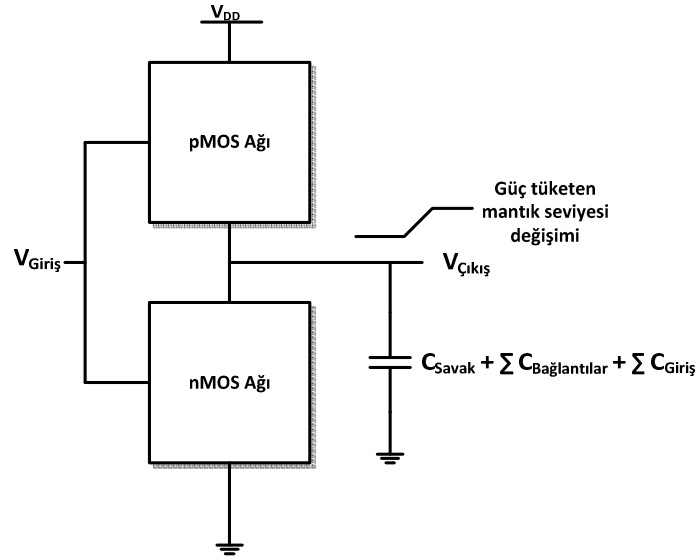 VDD
pMOS Ağı
Güç tüketen
mantık seviyesi
değişimi
VGiriş
VÇıkış
CSavak + ∑ CBağlantılar + ∑ CGiriş
nMOS Ağı